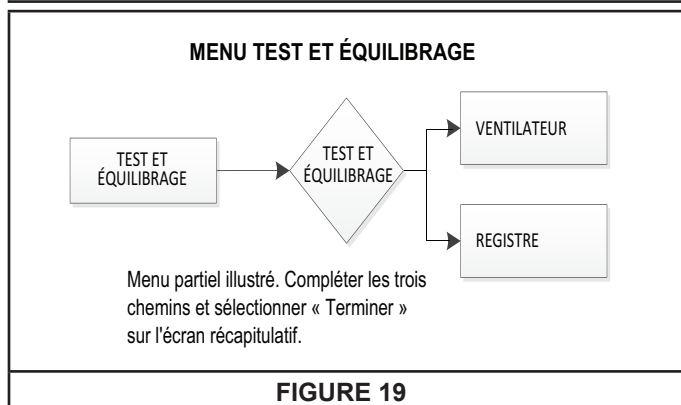 MENU TEST ET ÉQUILIBRAGE
TEST ET
ÉQUILIBRAGE
TEST ET
ÉQUILIBRAGE
VENTILATEUR
REGISTRE
Menu partiel illustré. Compléter les trois
chemins et sélectionner « Terminer »
sur l'écran récapitulatif.
FIGURE 19